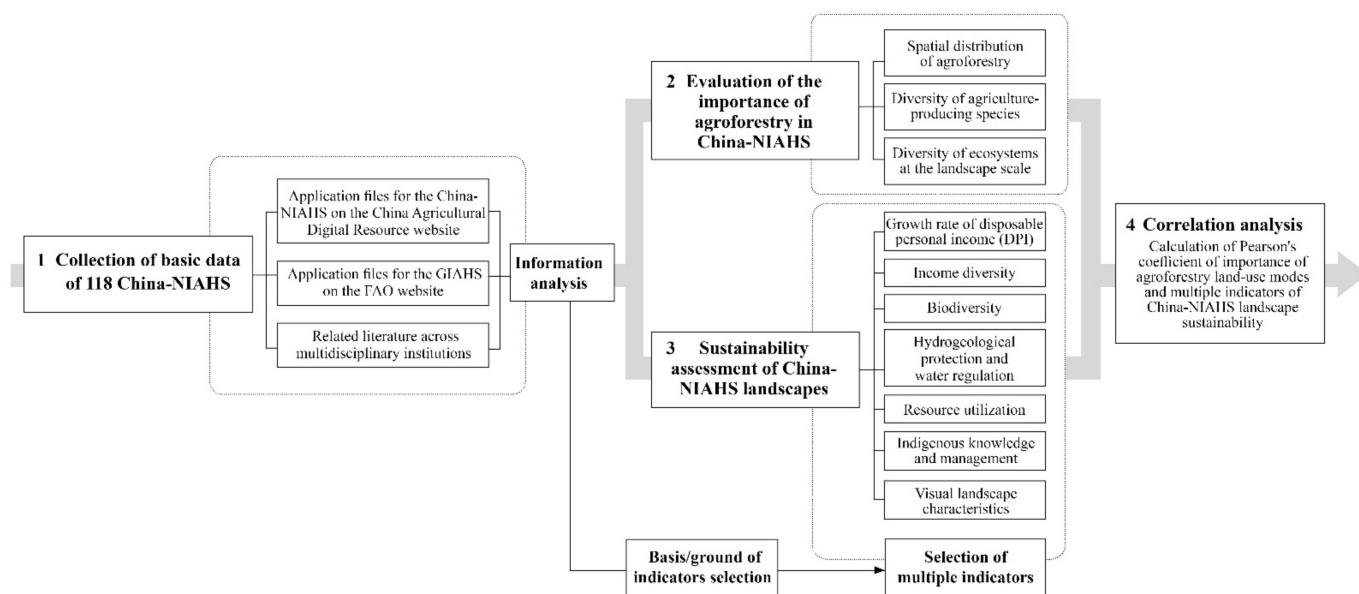 1 Collection of basic data
of 118 China-NIAHS
Application files for the China-
NIAHS on the China Agricultural
Digital Resource website
Application files for the GIAHS
on the FAO website
Related literature across
multidisciplinary institutions
Information
analysis
2 Evaluation of the
importance of
agroforestry in
China-NIAHS
Spatial distribution
of agroforestry
Diversity of agriculture-
producing species
Diversity of ecosystems
at the landscape scale
3 Sustainability
assessment of China-
NIAHS landscapes
Growth rate of disposable
personal income (DPI)
Income diversity
Biodiversity
Hydrogeological
protection and
water regulation
Resource utilization
Indigenous knowledge
and management
Visual landscape
characteristics
Basis/ground of
indicators selection
Selection of
multiple indicators
4 Correlation analysis
Calculation of Pearson's
coefficient of importance of
agroforestry land-use modes
and multiple indicators of
China-NIAHS landscape
sustainability